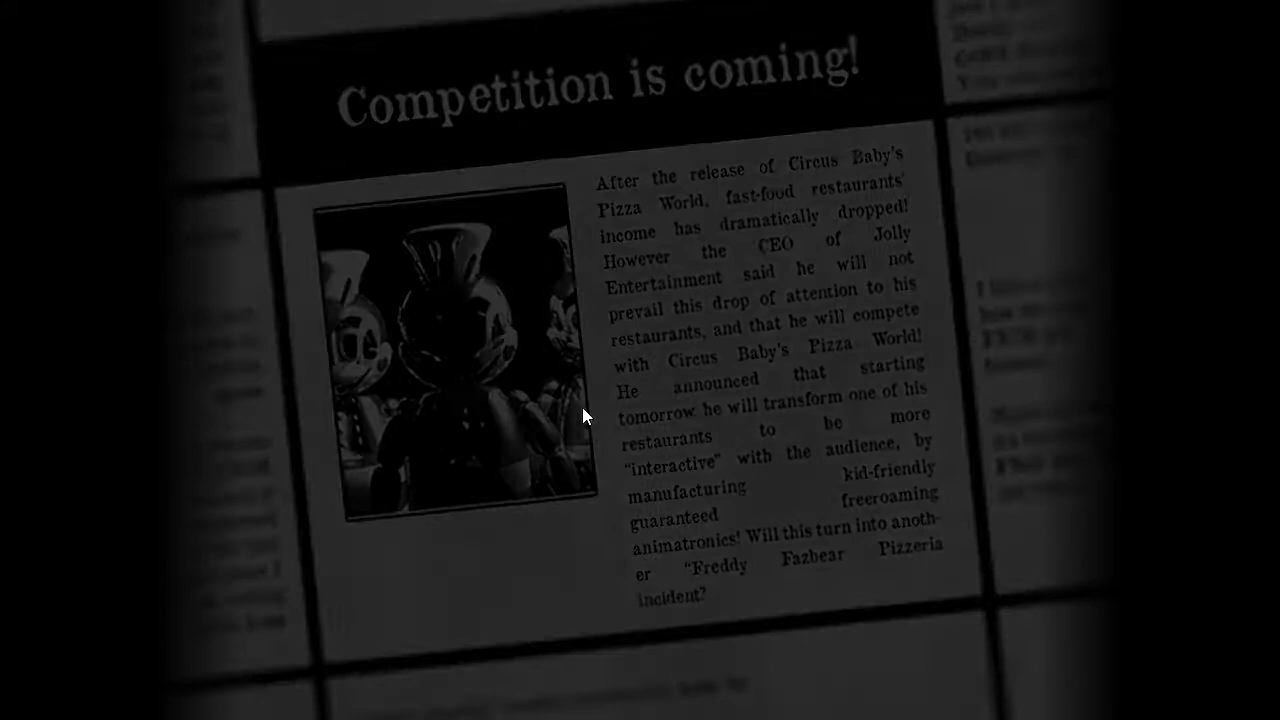 Competition is coming!
After the release of Circus Baby's
Pizza World, fast-food restaurants'
income has dramatically dropped!
However the CEO of Jolly
Entertainment said he will not
prevail this drop of attention to his
restaurants, and that he will compete
with Circus Baby's Pizza World!
He announced that starting
tomorrow he will transform one of his
restaurants to be more
"interactive" with the audience, by
manufacturing kid-friendly
guaranteed freeroaming
animatronics! Will this turn into anoth-
er "Freddy Fazbear Pizzeria
incident?